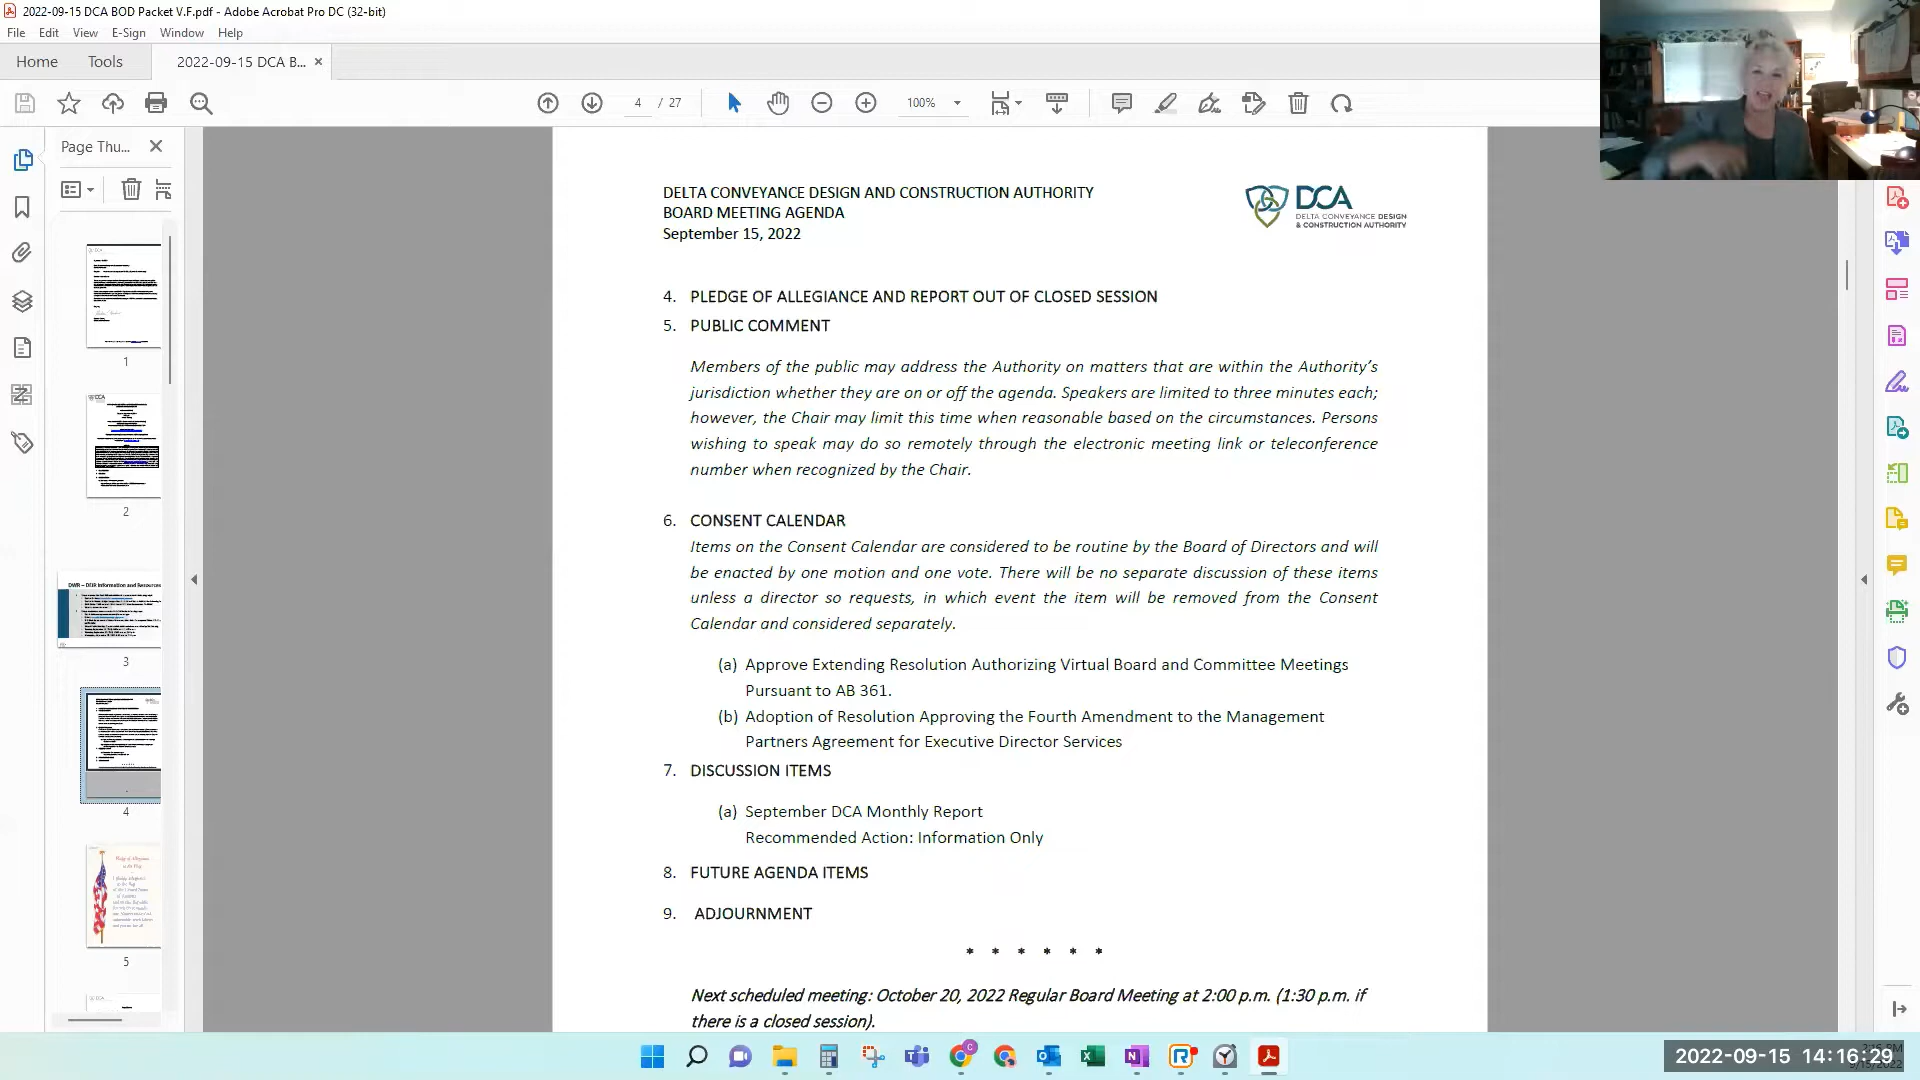 2022-09-15 DCA BOD Packet V.F.pdf - Adobe Acrobat Pro DC (32-bit)
File Edit View E-Sign Window Help
Home Tools 2022-09-15 DCA B... ×
4 / 27 100%
Page Thu...
DELTA CONVEYANCE DESIGN AND CONSTRUCTION AUTHORITY
BOARD MEETING AGENDA
September 15, 2022
DCA
DELTA CONVEYANCE DESIGN
& CONSTRUCTION AUTHORITY
4. PLEDGE OF ALLEGIANCE AND REPORT OUT OF CLOSED SESSION
5. PUBLIC COMMENT
Members of the public may address the Authority on matters that are within the Authority’s
jurisdiction whether they are on or off the agenda. Speakers are limited to three minutes each;
however, the Chair may limit this time when reasonable based on the circumstances. Persons
wishing to speak may do so remotely through the electronic meeting link or teleconference
number when recognized by the Chair.
6. CONSENT CALENDAR
Items on the Consent Calendar are considered to be routine by the Board of Directors and will
be enacted by one motion and one vote. There will be no separate discussion of these items
unless a director so requests, in which event the item will be removed from the Consent
Calendar and considered separately.
(a) Approve Extending Resolution Authorizing Virtual Board and Committee Meetings
Pursuant to AB 361.
(b) Adoption of Resolution Approving the Fourth Amendment to the Management
Partners Agreement for Executive Director Services
7. DISCUSSION ITEMS
(a) September DCA Monthly Report
Recommended Action: Information Only
8. FUTURE AGENDA ITEMS
9. ADJOURNMENT
* * * * * *
Next scheduled meeting: October 20, 2022 Regular Board Meeting at 2:00 p.m. (1:30 p.m. if
there is a closed session).
1
2
DWR – DEIR Information and Resources
3
4
5
2022-09-15 14:16:29